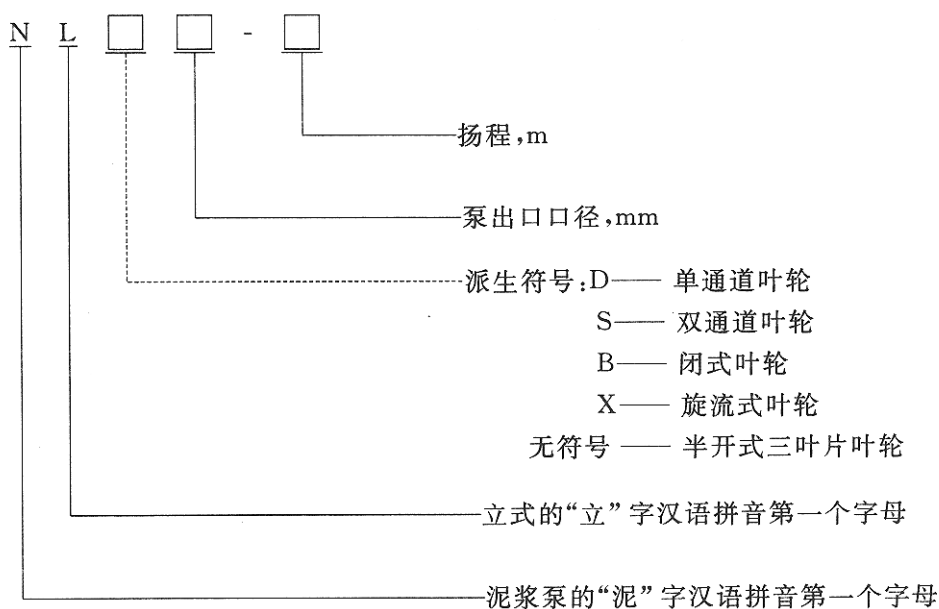 N L □ □ - □
扬程,m
泵出口口径,mm
派生符号:D—— 单通道叶轮
S—— 双通道叶轮
B—— 闭式叶轮
X—— 旋流式叶轮
无符号 —— 半开式三叶片叶轮
立式的“立”字汉语拼音第一个字母
泥浆泵的“泥”字汉语拼音第一个字母